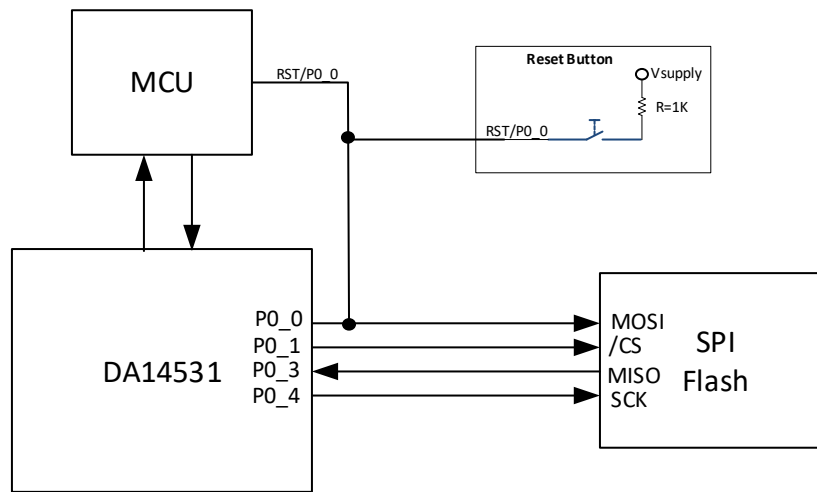 MCU
RST/P0_0
Reset Button
Vsupply
R=1K
RST/P0_0
DA14531
P0_0
P0_1
P0_3
P0_4
MOSI
/CS
MISO
SCK
SPI
Flash